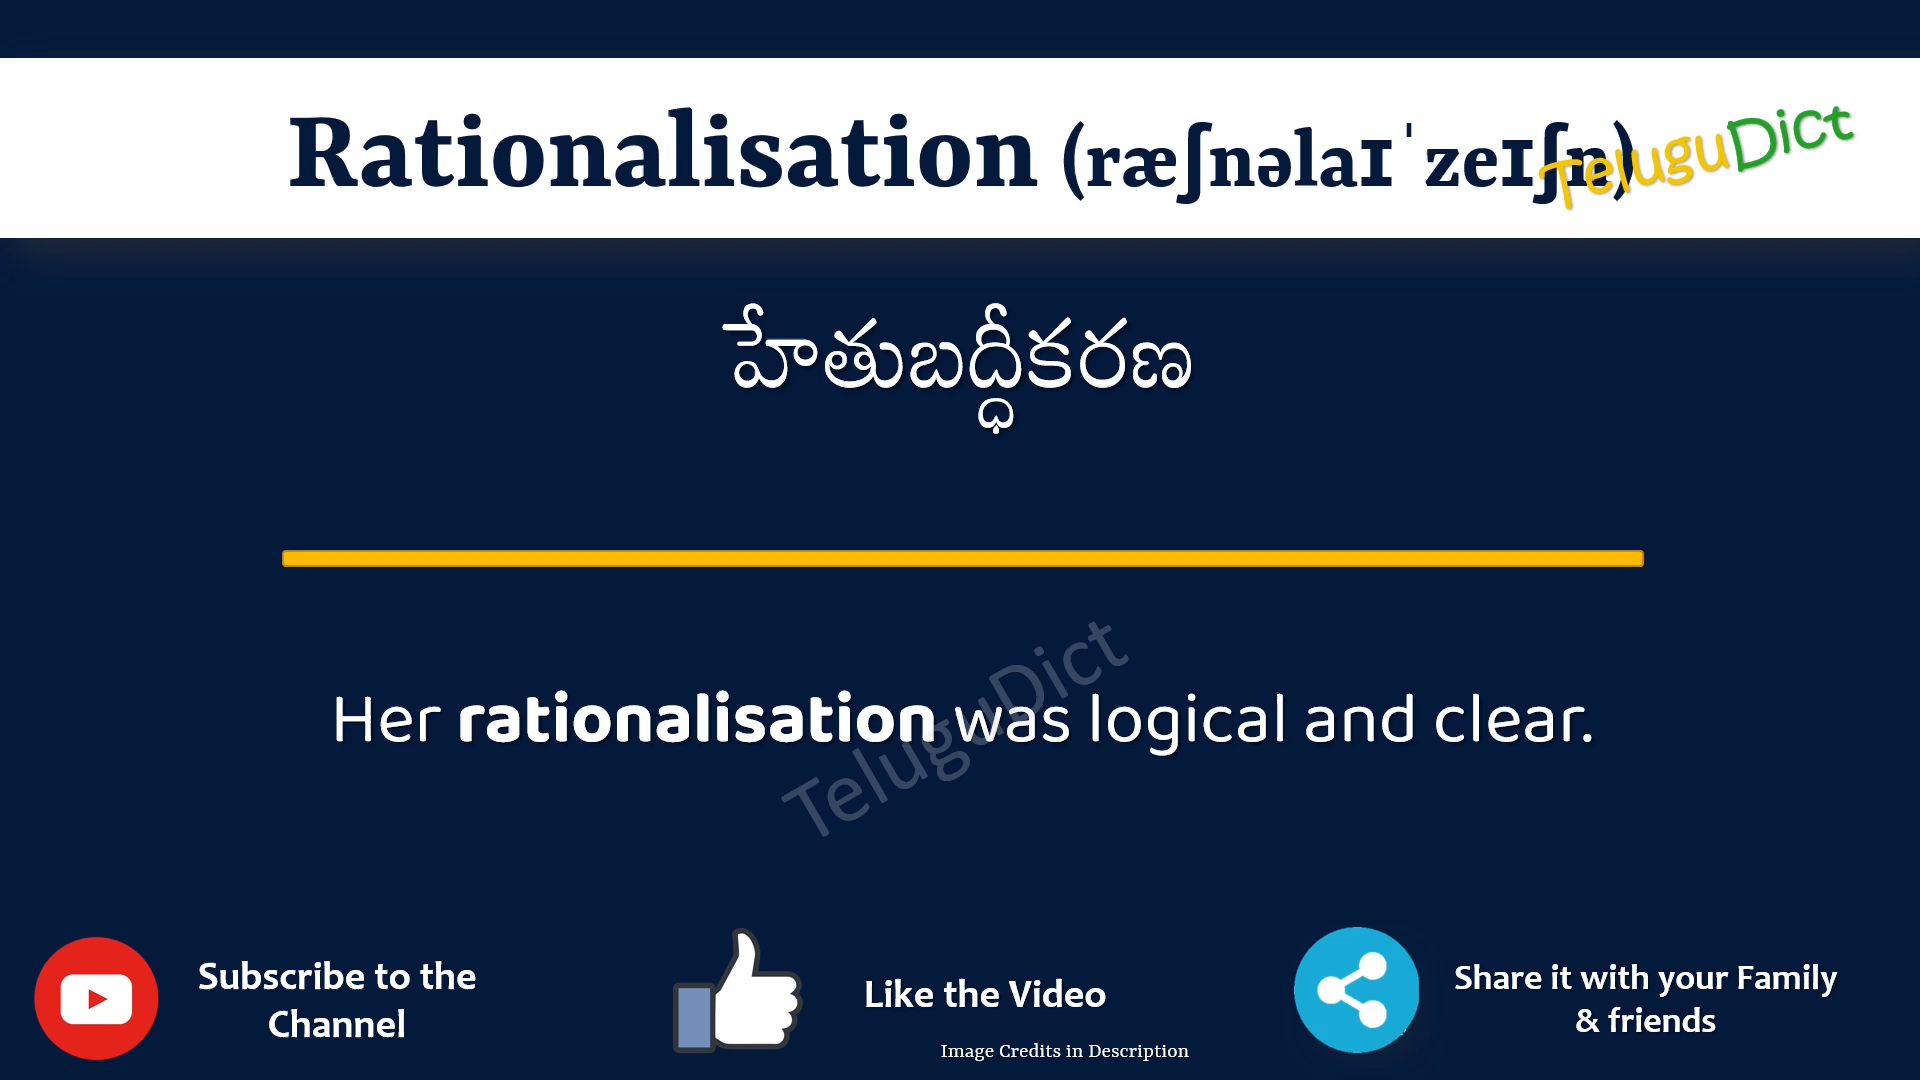 Rationalisation (ræʃnəlaɪˈzeɪʃn)
TeluguDict
హేతుబద్ధీకరణ
Her rationalisation was logical and clear.
TeluguDict
Subscribe to the
Channel
Like the Video
Share it with your Family
& friends
Image Credits in Description